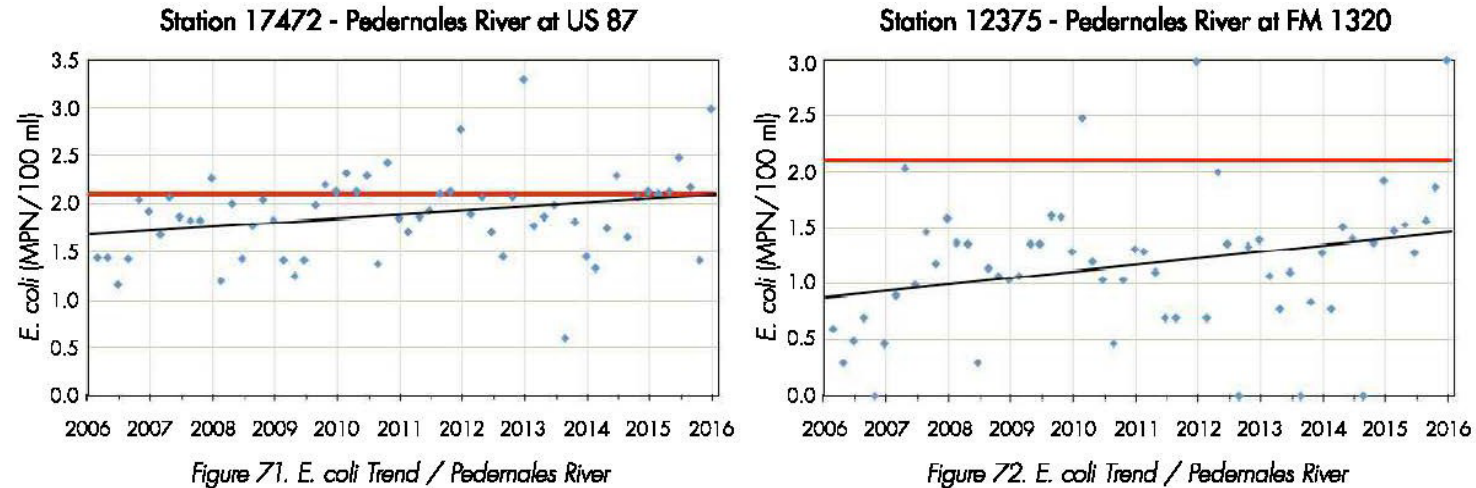 Station 17472 - Pedernales River at US 87
E. coli (MPN/100 ml)
3.5
3.0
2.5
2.0
1.5
1.0
0.5
0.0
2006 2007 2008 2009 2010 2011 2012 2013 2014 2015 2016
Figure 71. E. coli Trend / Pedernales River
Station 12375 - Pedernales River at FM 1320
E. coli (MPN/100 ml)
3.0
2.5
2.0
1.5
1.0
0.5
0.0
2006 2007 2008 2009 2010 2011 2012 2013 2014 2015 2016
Figure 72. E. coli Trend / Pedernales River